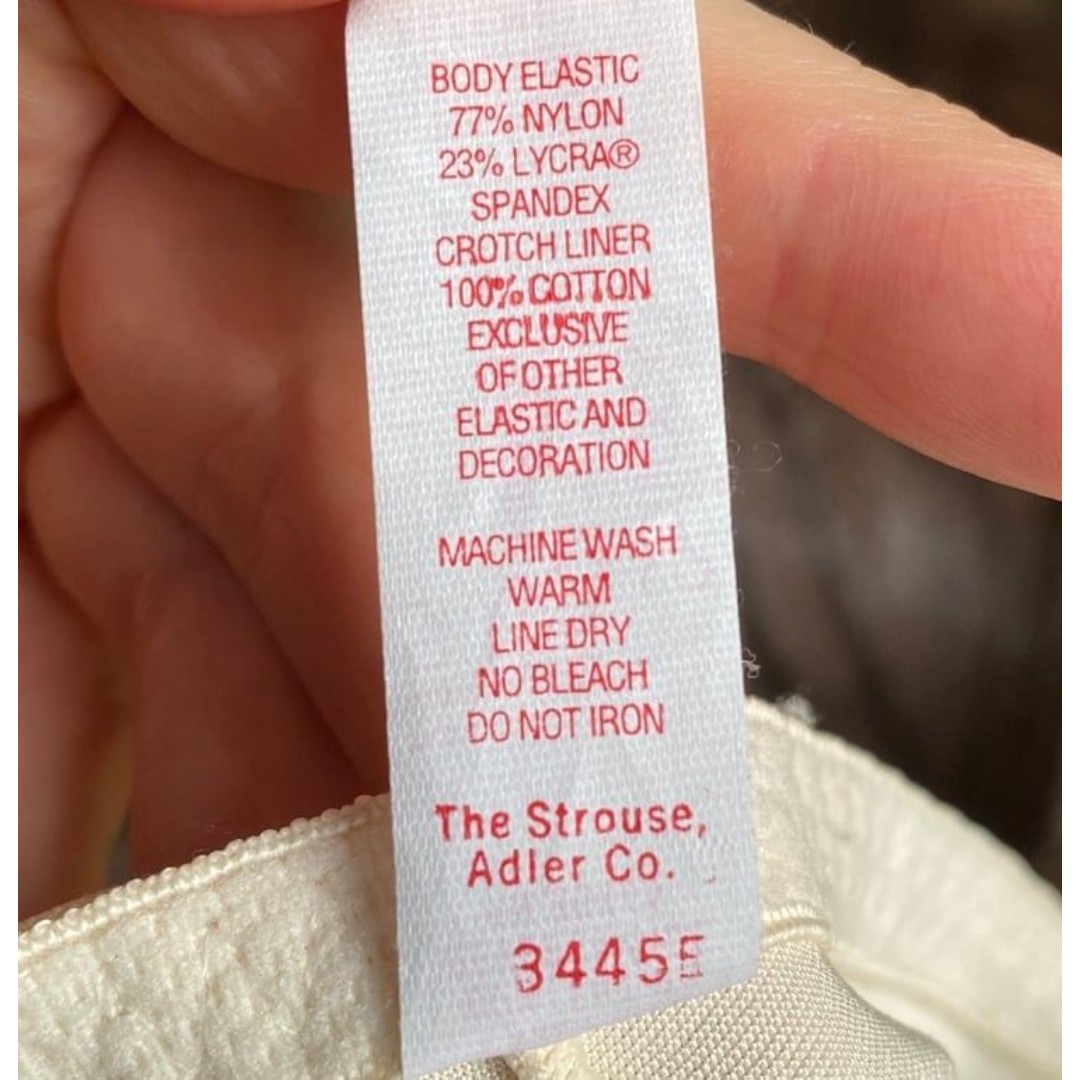 BODY ELASTIC
77% NYLON
23% LYCRA®
SPANDEX
CROTCH LINER
100% COTTON
EXCLUSIVE
OF OTHER
ELASTIC AND
DECORATION
MACHINE WASH
WARM
LINE DRY
NO BLEACH
DO NOT IRON
The Strouse,
Adler Co.
3445E